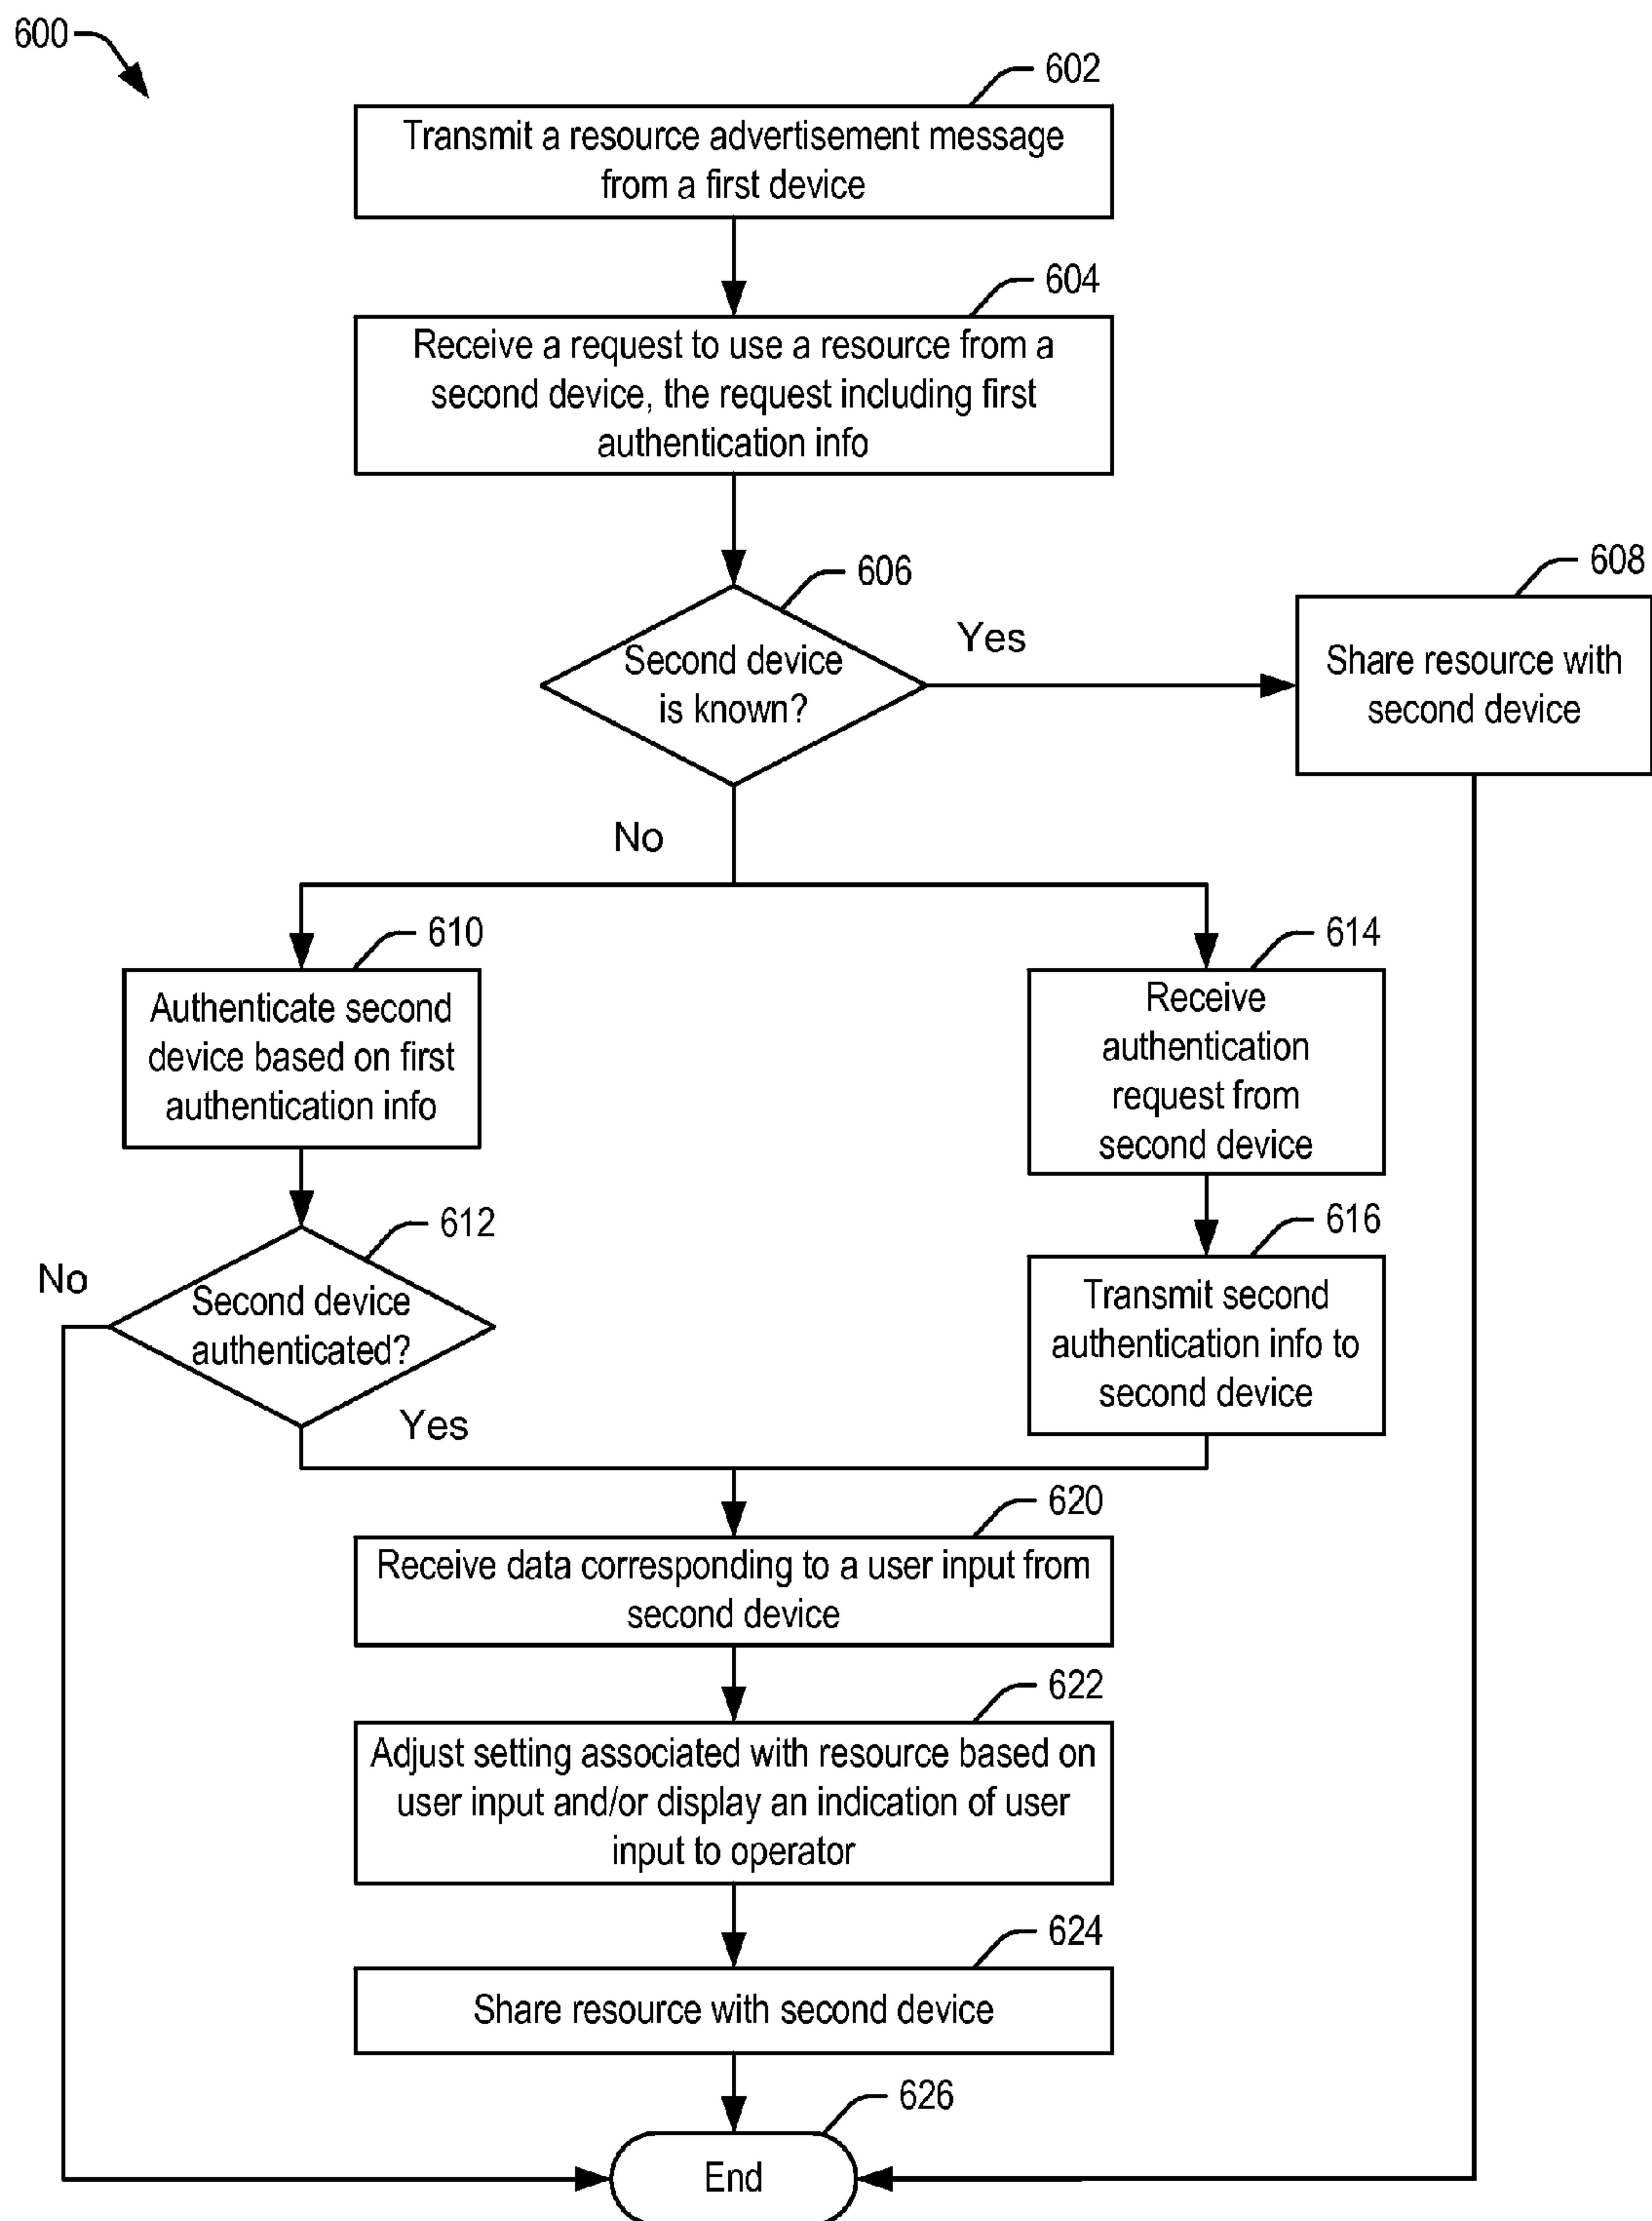 600
602
Transmit a resource advertisement message
from a first device
604
Receive a request to use a resource from a
second device, the request including first
authentication info
606
Second device
is known?
Yes
608
Share resource with
second device
No
610
Authenticate second
device based on first
authentication info
614
Receive
authentication
request from
second device
612
No
Second device
authenticated?
Yes
616
Transmit second
authentication info to
second device
620
Receive data corresponding to a user input from
second device
622
Adjust setting associated with resource based on
user input and/or display an indication of user
input to operator
624
Share resource with second device
626
End